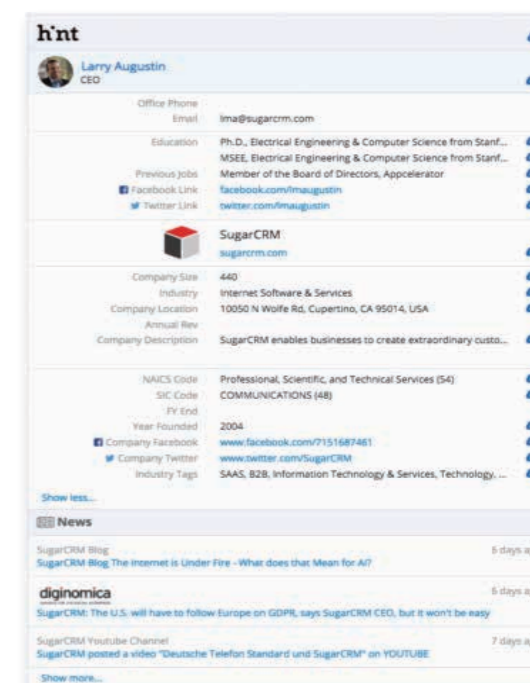 hint
Larry Augustin
CEO
Office Phone
Email lma@sugarcrm.com
Education Ph.D., Electrical Engineering & Computer Science from Stanf...
MSEE, Electrical Engineering & Computer Science from Stanf...
Previous Jobs Member of the Board of Directors, Appcelerator
Facebook Link facebook.com/lmaugustin
Twitter Link twitter.com/lmaugustin
SugarCRM
sugarcrm.com
Company Size 440
Industry Internet Software & Services
Company Location 10050 N Wolfe Rd, Cupertino, CA 95014, USA
Annual Rev
Company Description SugarCRM enables businesses to create extraordinary custo...
NAICS Code Professional, Scientific, and Technical Services (54)
SIC Code COMMUNICATIONS (48)
FY End
Year Founded 2004
Company Facebook www.facebook.com/7151687461
Company Twitter www.twitter.com/SugarCRM
Industry Tags SAAS, B2B, Information Technology & Services, Technology, ...
Show less...
News
SugarCRM Blog 6 days a
SugarCRM Blog The Internet is Under Fire - What does that Mean for AI?
diginomica 6 days a
SugarCRM: The U.S. will have to follow Europe on GDPR, says SugarCRM CEO, but it won't be easy
SugarCRM Youtube Channel 7 days a
SugarCRM posted a video "Deutsche Telefon Standard und SugarCRM" on YOUTUBE
Show more...